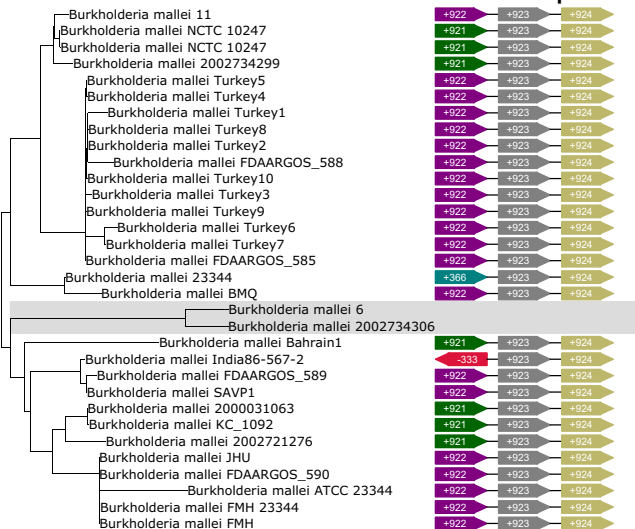 Burkholderia mallei 11 +922 +923 +924
Burkholderia mallei NCTC 10247 +921 +923 +924
Burkholderia mallei NCTC 10247 +921 +923 +924
Burkholderia mallei 2002734299 +921 +923 +924
Burkholderia mallei Turkey5 +922 +923 +924
Burkholderia mallei Turkey4 +922 +923 +924
Burkholderia mallei Turkey1 +922 +923 +924
Burkholderia mallei Turkey8 +922 +923 +924
Burkholderia mallei Turkey2 +922 +923 +924
Burkholderia mallei FDAARGOS_588 +922 +923 +924
Burkholderia mallei Turkey10 +922 +923 +924
Burkholderia mallei Turkey3 +922 +923 +924
Burkholderia mallei Turkey9 +922 +923 +924
Burkholderia mallei Turkey6 +922 +923 +924
Burkholderia mallei Turkey7 +922 +923 +924
Burkholderia mallei FDAARGOS_585 +922 +923 +924
Burkholderia mallei 23344 +366 +923 +924
Burkholderia mallei BMQ +922 +923 +924
Burkholderia mallei 6
Burkholderia mallei 2002734306
Burkholderia mallei Bahrain1 +921 +923 +924
Burkholderia mallei India86-567-2 -333 +923 +924
Burkholderia mallei FDAARGOS_589 +922 +923 +924
Burkholderia mallei SAVP1 +922 +923 +924
Burkholderia mallei 2000031063 +921 +923 +924
Burkholderia mallei KC_1092 +921 +923 +924
Burkholderia mallei 2002721276 +921 +923 +924
Burkholderia mallei JHU +922 +923 +924
Burkholderia mallei FDAARGOS_590 +922 +923 +924
Burkholderia mallei ATCC 23344 +922 +923 +924
Burkholderia mallei FMH 23344 +922 +923 +924
Burkholderia mallei FMH +922 +923 +924